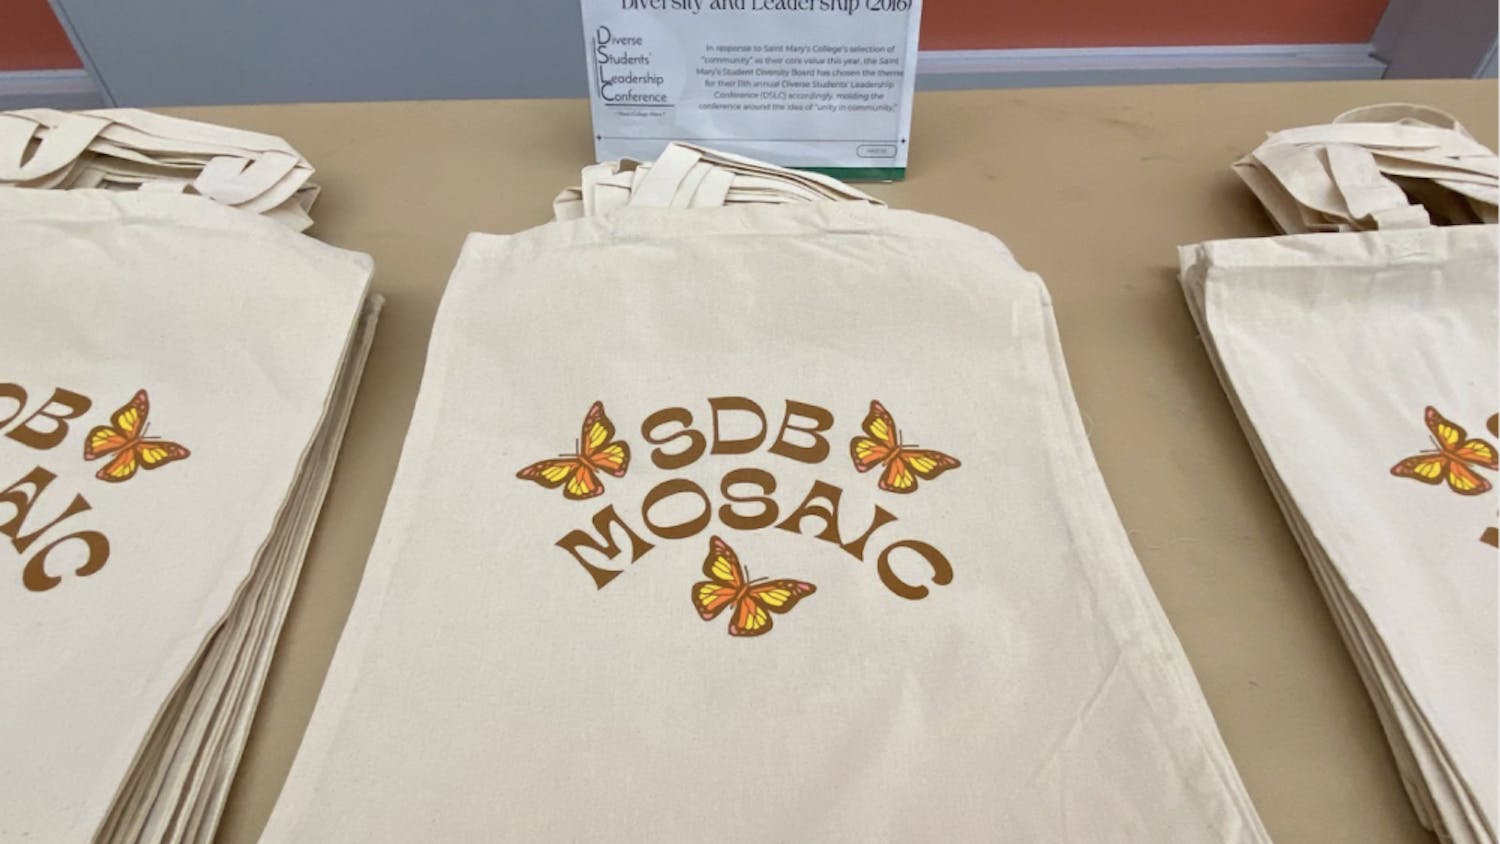 Diversity and Leadership (2016)
Diverse
Students'
Leadership
Conference
In response to Saint Mary's College's selection of
"community" as their core value this year, the Saint
Mary's Student Diversity Board has chosen the theme
for their 11th annual Diverse Students' Leadership
Conference (DSLC) accordingly, molding the
conference around the idea of "unity in community."
SDB
MOSAIC
DB
AIC